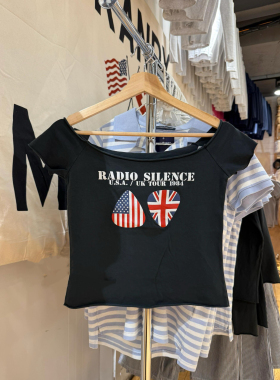 RADIO SILENCE
U.S.A. / UK TOUR 1984